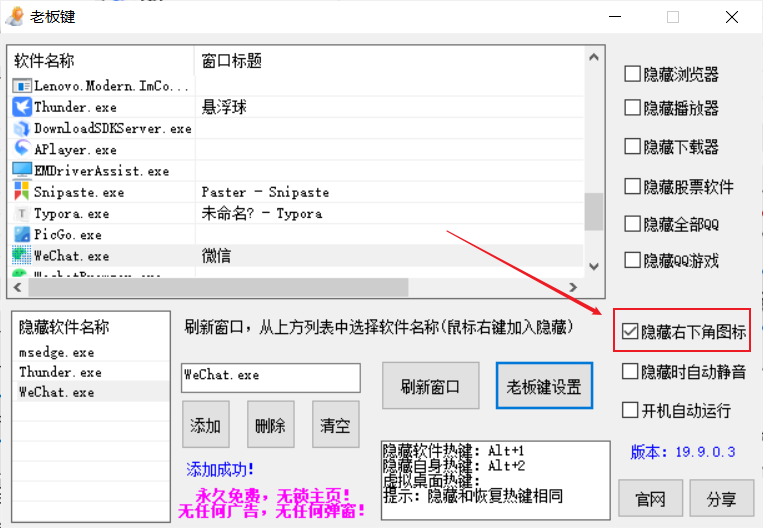 老板键
软件名称 窗口标题
Lenovo.Modern.ImCo...
Thunder.exe 悬浮球
DownloadSDKServer.exe
APlayer.exe
EMDriverAssist.exe
Snipaste.exe Paster - Snipaste
Typora.exe 未命名? - Typora
PicGo.exe
WeChat.exe 微信
隐藏浏览器
隐藏播放器
隐藏下载器
隐藏股票软件
隐藏全部QQ
隐藏QQ游戏
隐藏右下角图标
隐藏时自动静音
开机自动运行
版本: 19.9.0.3
官网 分享
隐藏软件名称
msedge.exe
Thunder.exe
WeChat.exe
刷新窗口，从上方列表中选择软件名称(鼠标右键加入隐藏)
WeChat.exe
刷新窗口 老板键设置
添加 删除 清空
添加成功!
永久免费，无锁主页!
无任何广告，无任何弹窗!
隐藏软件热键: Alt+1
隐藏自身热键: Alt+2
虚拟桌面热键:
提示: 隐藏和恢复热键相同